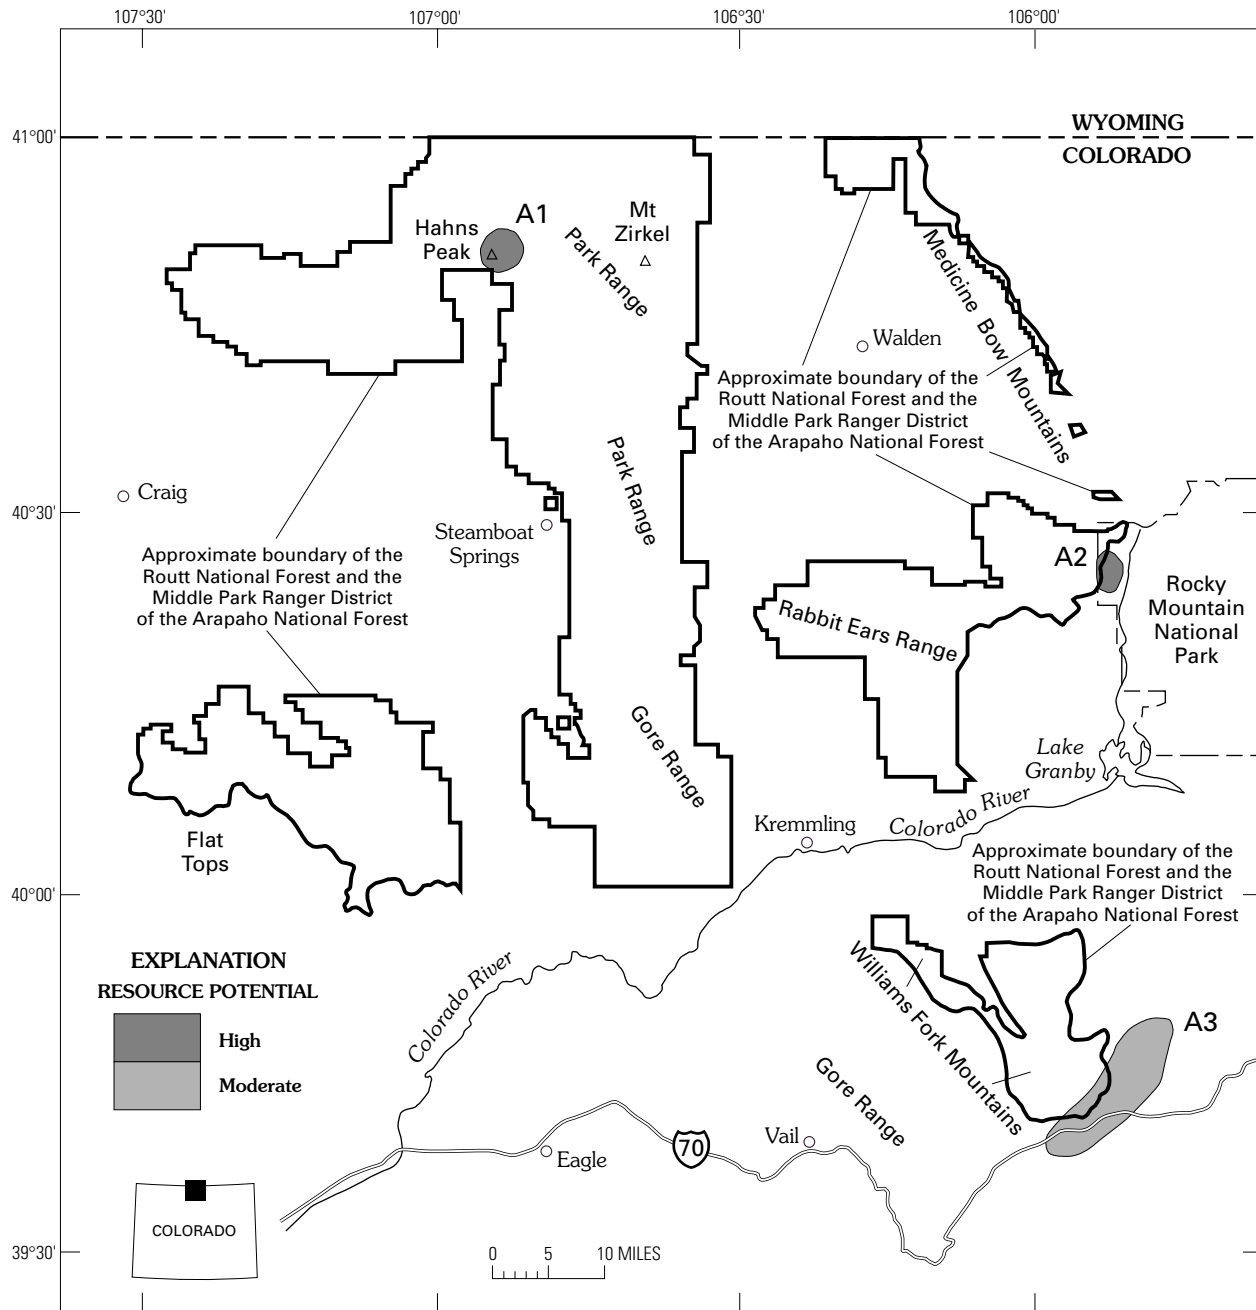 107°30'
107°00'
106°30'
106°00'
41°00'
WYOMING
COLORADO
A1
Hahns
Peak
Mt
Zirkel
Park Range
Medicine Bow Mountains
Walden
Approximate boundary of the
Routt National Forest and the
Middle Park Ranger District
of the Arapaho National Forest
Park Range
Craig
40°30'
Steamboat
Springs
Approximate boundary of the
Routt National Forest and the
Middle Park Ranger District
of the Arapaho National Forest
A2
Rocky
Mountain
National
Park
Rabbit Ears Range
Gore Range
Lake
Granby
Colorado River
Kremmling
Flat
Tops
Approximate boundary of the
Routt National Forest and the
Middle Park Ranger District
of the Arapaho National Forest
40°00'
Williams Fork Mountains
EXPLANATION
RESOURCE POTENTIAL
High
Moderate
Colorado River
A3
Gore Range
Vail
70
Eagle
COLORADO
39°30'
0 5 10 MILES